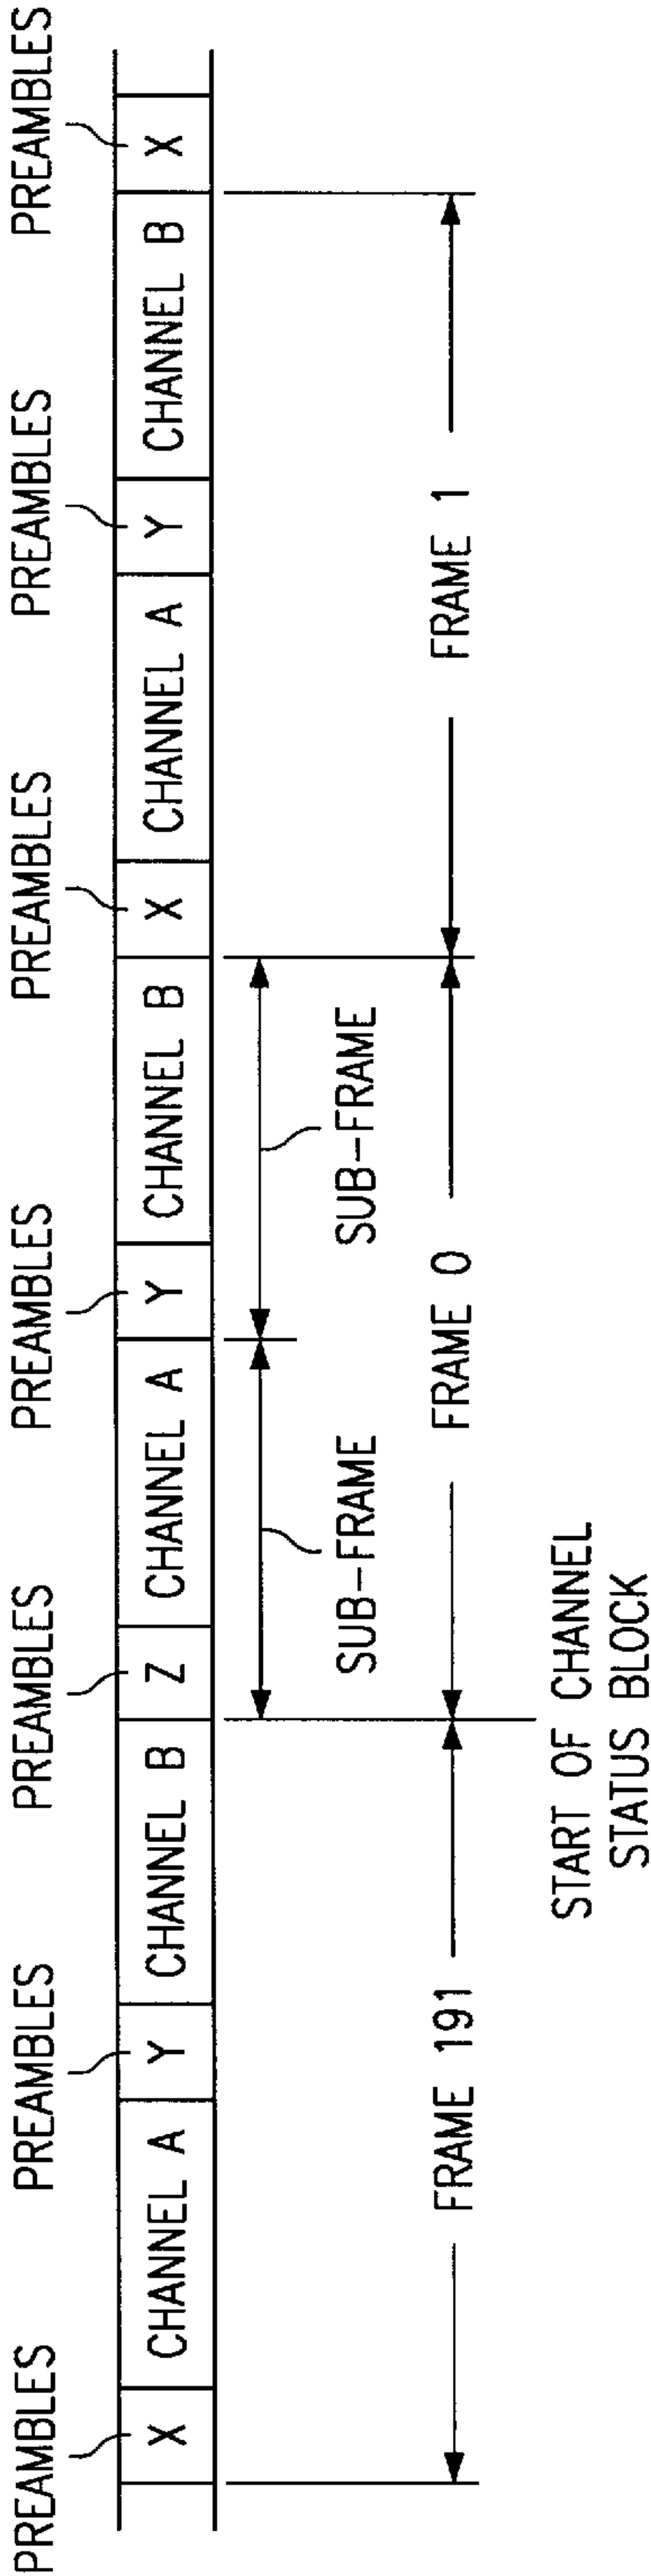 PREAMBLES PREAMBLES PREAMBLES PREAMBLES PREAMBLES PREAMBLES PREAMBLES
X CHANNEL A Y CHANNEL B Z CHANNEL A Y CHANNEL B X CHANNEL A Y CHANNEL B X
SUB-FRAME SUB-FRAME
FRAME 191 FRAME 0 FRAME 1
START OF CHANNEL
STATUS BLOCK